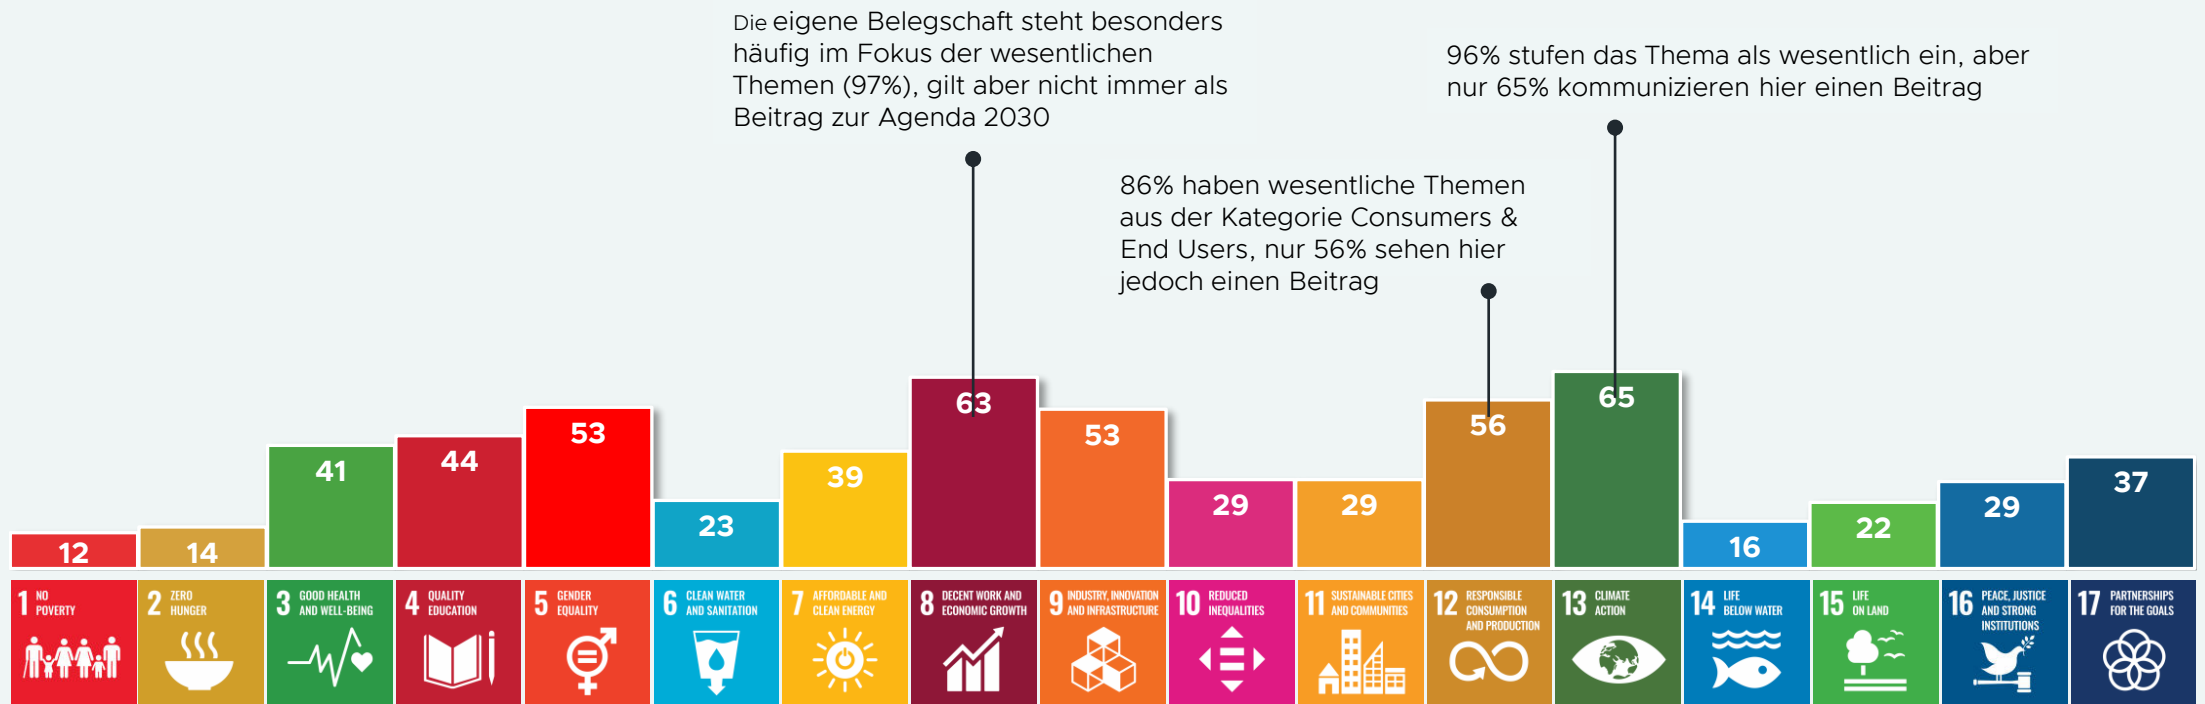 Die eigene Belegschaft steht besonders
häufig im Fokus der wesentlichen
Themen (97%), gilt aber nicht immer als
Beitrag zur Agenda 2030
96% stufen das Thema als wesentlich ein, aber
nur 65% kommunizieren hier einen Beitrag
86% haben wesentliche Themen
aus der Kategorie Consumers &
End Users, nur 56% sehen hier
jedoch einen Beitrag
12
14
41
44
53
23
39
63
53
29
29
56
65
16
22
29
37
1 NO
POVERTY
2 ZERO
HUNGER
3 GOOD HEALTH
AND WELL-BEING
4 QUALITY
EDUCATION
5 GENDER
EQUALITY
6 CLEAN WATER
AND SANITATION
7 AFFORDABLE AND
CLEAN ENERGY
8 DECENT WORK AND
ECONOMIC GROWTH
9 INDUSTRY, INNOVATION
AND INFRASTRUCTURE
10 REDUCED
INEQUALITIES
11 SUSTAINABLE CITIES
AND COMMUNITIES
12 RESPONSIBLE
CONSUMPTION
AND PRODUCTION
13 CLIMATE
ACTION
14 LIFE
BELOW WATER
15 LIFE
ON LAND
16 PEACE, JUSTICE
AND STRONG
INSTITUTIONS
17 PARTNERSHIPS
FOR THE GOALS